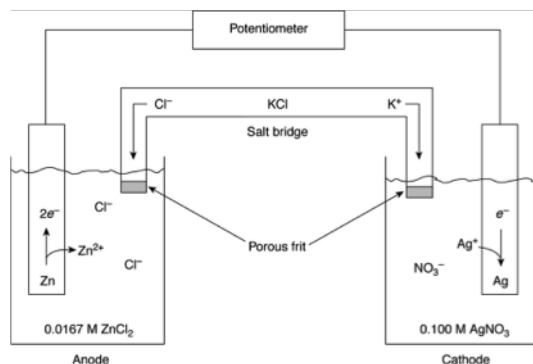 Potentiometer
Cl⁻ KCl K⁺
Salt bridge
Cl⁻
2e⁻ e⁻
Porous frit
Zn²⁺ Ag⁺
Cl⁻ NO₃⁻
Zn Ag
0.0167 M ZnCl₂ 0.100 M AgNO₃
Anode Cathode